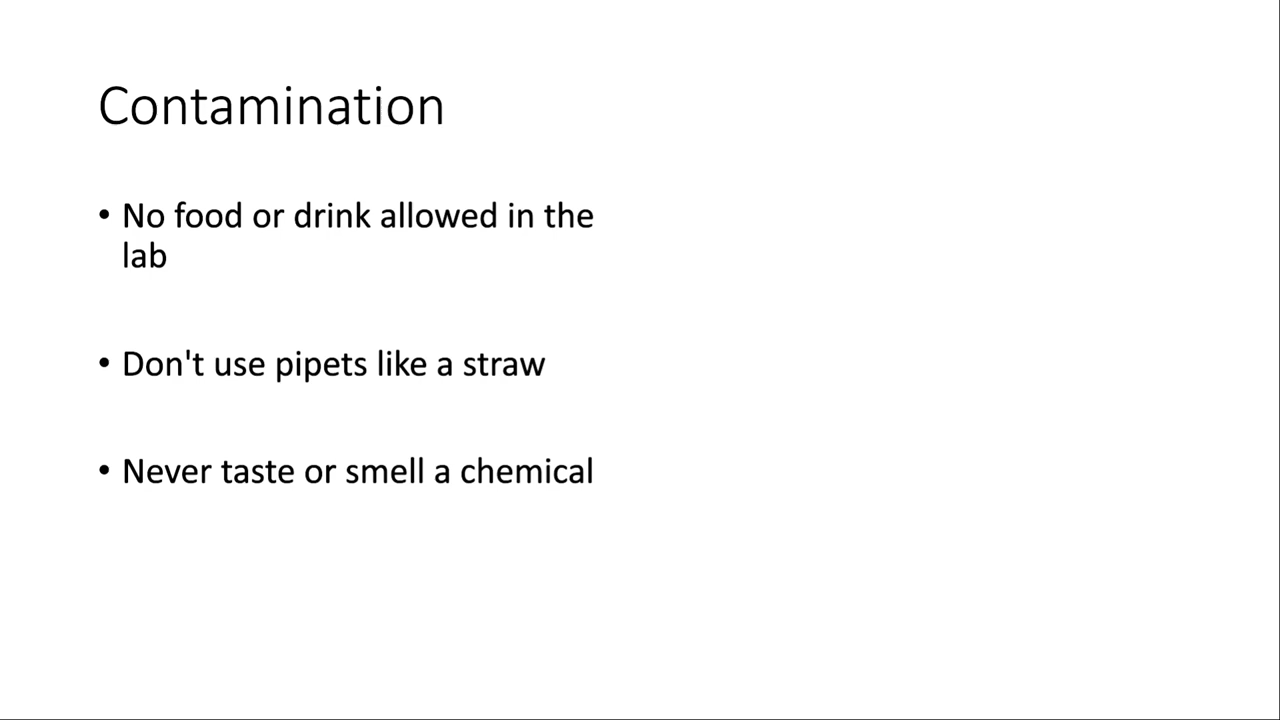 Contamination
• No food or drink allowed in the
lab
• Don't use pipets like a straw
• Never taste or smell a chemical